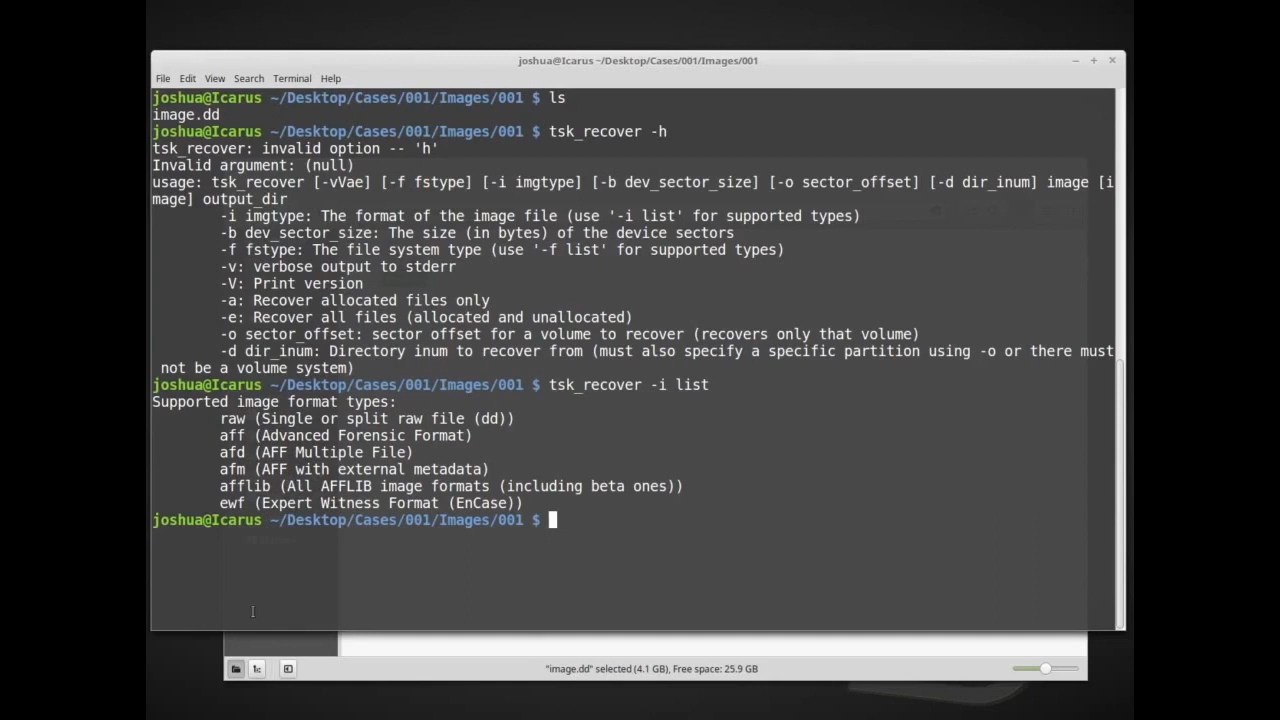 joshua@Icarus ~/Desktop/Cases/001/Images/001
File Edit View Search Terminal Help
joshua@Icarus ~/Desktop/Cases/001/Images/001 $ ls
image.dd
joshua@Icarus ~/Desktop/Cases/001/Images/001 $ tsk_recover -h
tsk_recover: invalid option -- 'h'
Invalid argument: (null)
usage: tsk_recover [-vVae] [-f fstype] [-i imgtype] [-b dev_sector_size] [-o sector_offset] [-d dir_inum] image [i
mage] output_dir
-i imgtype: The format of the image file (use '-i list' for supported types)
-b dev_sector_size: The size (in bytes) of the device sectors
-f fstype: The file system type (use '-f list' for supported types)
-v: verbose output to stderr
-V: Print version
-a: Recover allocated files only
-e: Recover all files (allocated and unallocated)
-o sector_offset: sector offset for a volume to recover (recovers only that volume)
-d dir_inum: Directory inum to recover from (must also specify a specific partition using -o or there must
not be a volume system)
joshua@Icarus ~/Desktop/Cases/001/Images/001 $ tsk_recover -i list
Supported image format types:
raw (Single or split raw file (dd))
aff (Advanced Forensic Format)
afd (AFF Multiple File)
afm (AFF with external metadata)
afflib (All AFFLIB image formats (including beta ones))
ewf (Expert Witness Format (EnCase))
joshua@Icarus ~/Desktop/Cases/001/Images/001 $
"image.dd" selected (4.1 GB), Free space: 25.9 GB